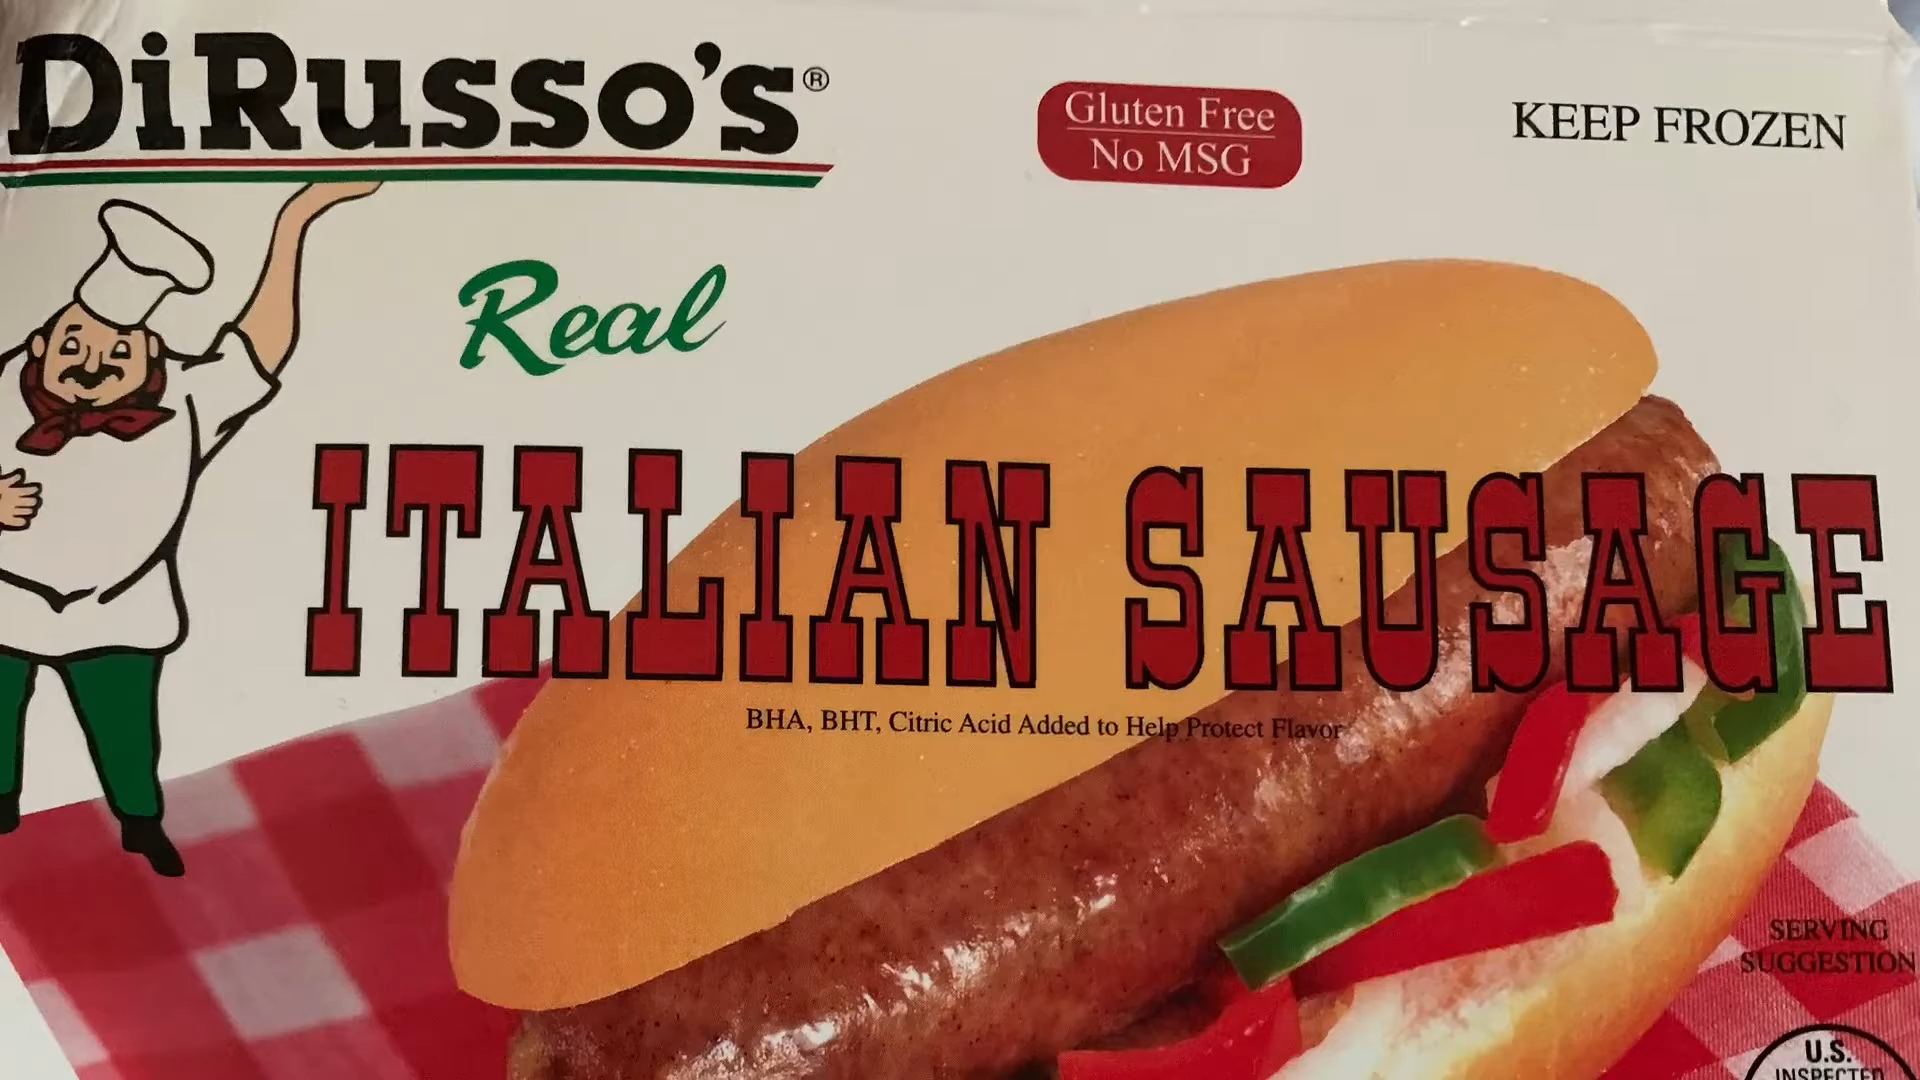 DiRusso's®
Gluten Free
No MSG
KEEP FROZEN
Real
ITALIAN SAUSAGE
BHA, BHT, Citric Acid Added to Help Protect Flavor
SERVING
SUGGESTION
U.S.
INSPECTED